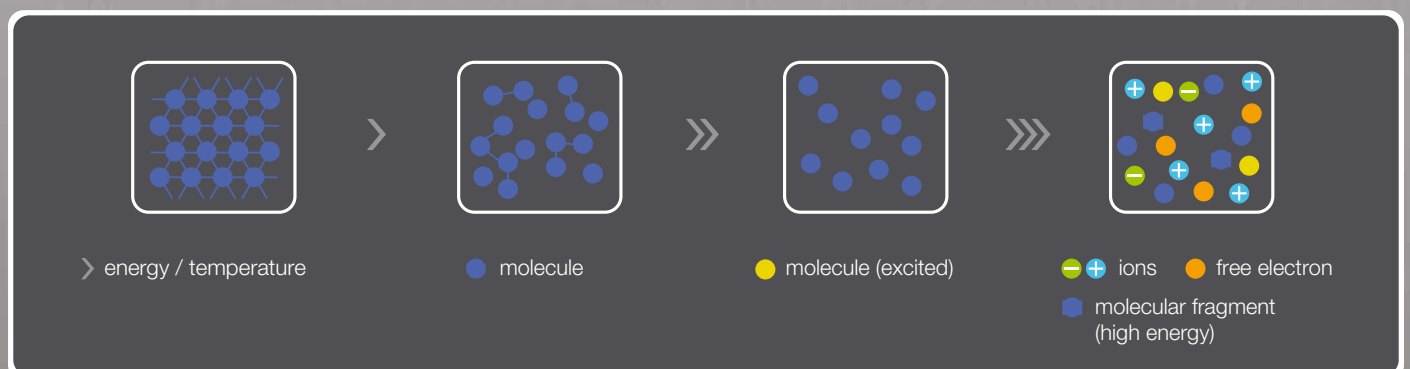 energy / temperature
molecule
molecule (excited)
ions
free electron
molecular fragment
(high energy)